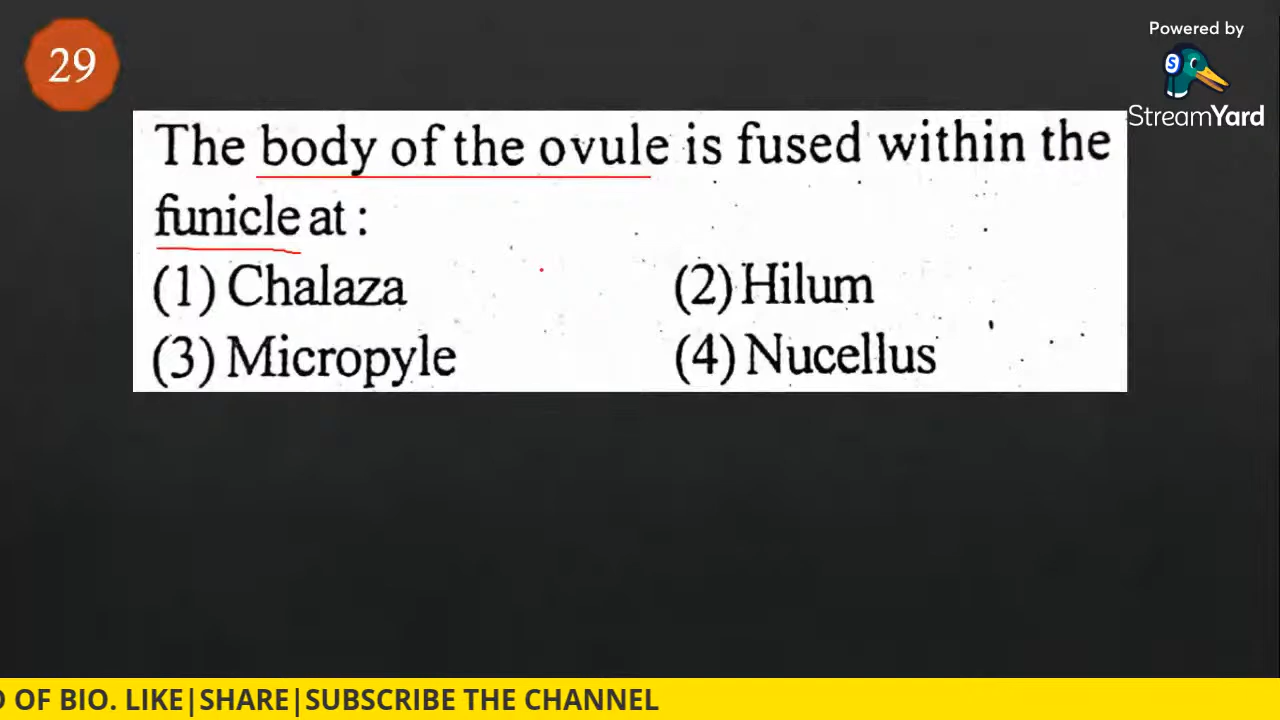 29
Powered by
S
StreamYard
The body of the ovule is fused within the
funicle at :
(1) Chalaza
(2) Hilum
(3) Micropyle
(4) Nucellus
OF BIO. LIKE|SHARE|SUBSCRIBE THE CHANNEL